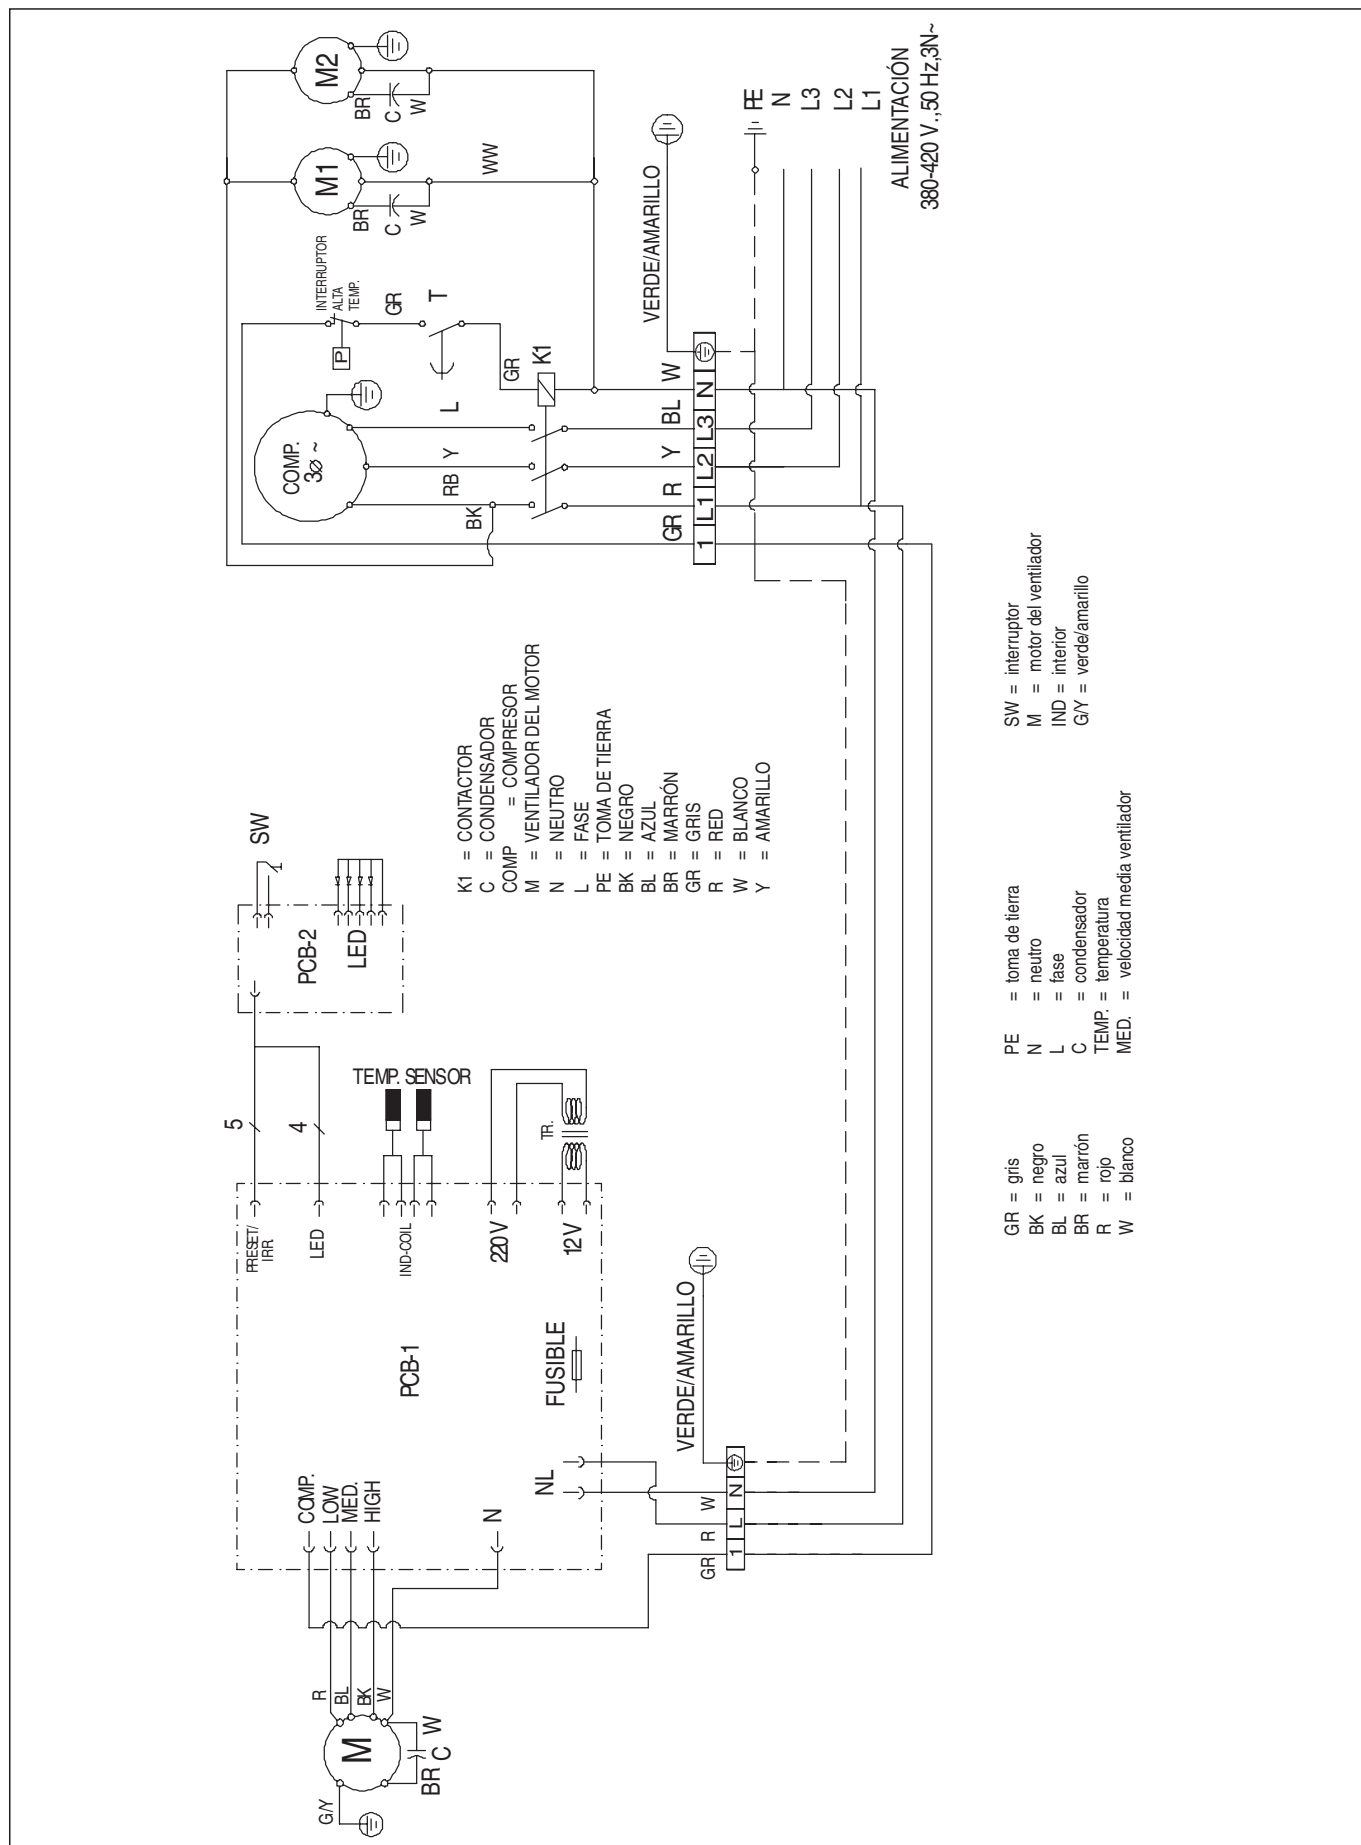 M2
BR
C
W
M1
BR
C
W
WW
INTERRUPTOR
ALTA
TEMP.
P
GR
T
GR
K1
COMP.
3Ø ~
L
Y
RB
BK
VERDE/AMARILLO
GR
R
Y
BL
W
1
L1
L2
L3
N
PE
N
L3
L2
L1
ALIMENTACIÓN
380-420 V.,50 Hz,3N~
SW
PCB-2
LED
5
4
TEMP. SENSOR
TR.
PRESET/
IRR
LED
IND-COIL
220V
12V
PCB-1
FUSIBLE
COMP.
LOW
MED.
HIGH
N
NL
VERDE/AMARILLO
GR
R
W
1
L
N
R
BL
BK
W
M
G/Y
BR
C
W
K1 = CONTACTOR
C = CONDENSADOR
COMP = COMPRESOR
M = VENTILADOR DEL MOTOR
N = NEUTRO
L = FASE
PE = TOMA DE TIERRA
BK = NEGRO
BL = AZUL
BR = MARRÓN
GR = GRIS
R = RED
W = BLANCO
Y = AMARILLO
GR = gris
BK = negro
BL = azul
BR = marrón
R = rojo
W = blanco
PE = toma de tierra
N = neutro
L = fase
C = condensador
TEMP. = temperatura
MED. = velocidad media ventilador
SW = interruptor
M = motor del ventilador
IND = interior
G/Y = verde/amarillo